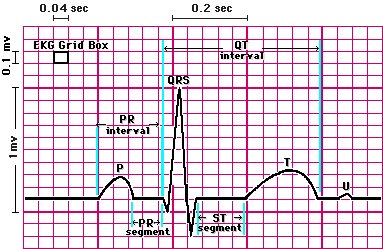 0.04 sec 0.2 sec
EKG Grid Box
QT
interval
0.1 mv
QRS
PR
interval
1 mv
P
T
U
PR
segment
ST
segment